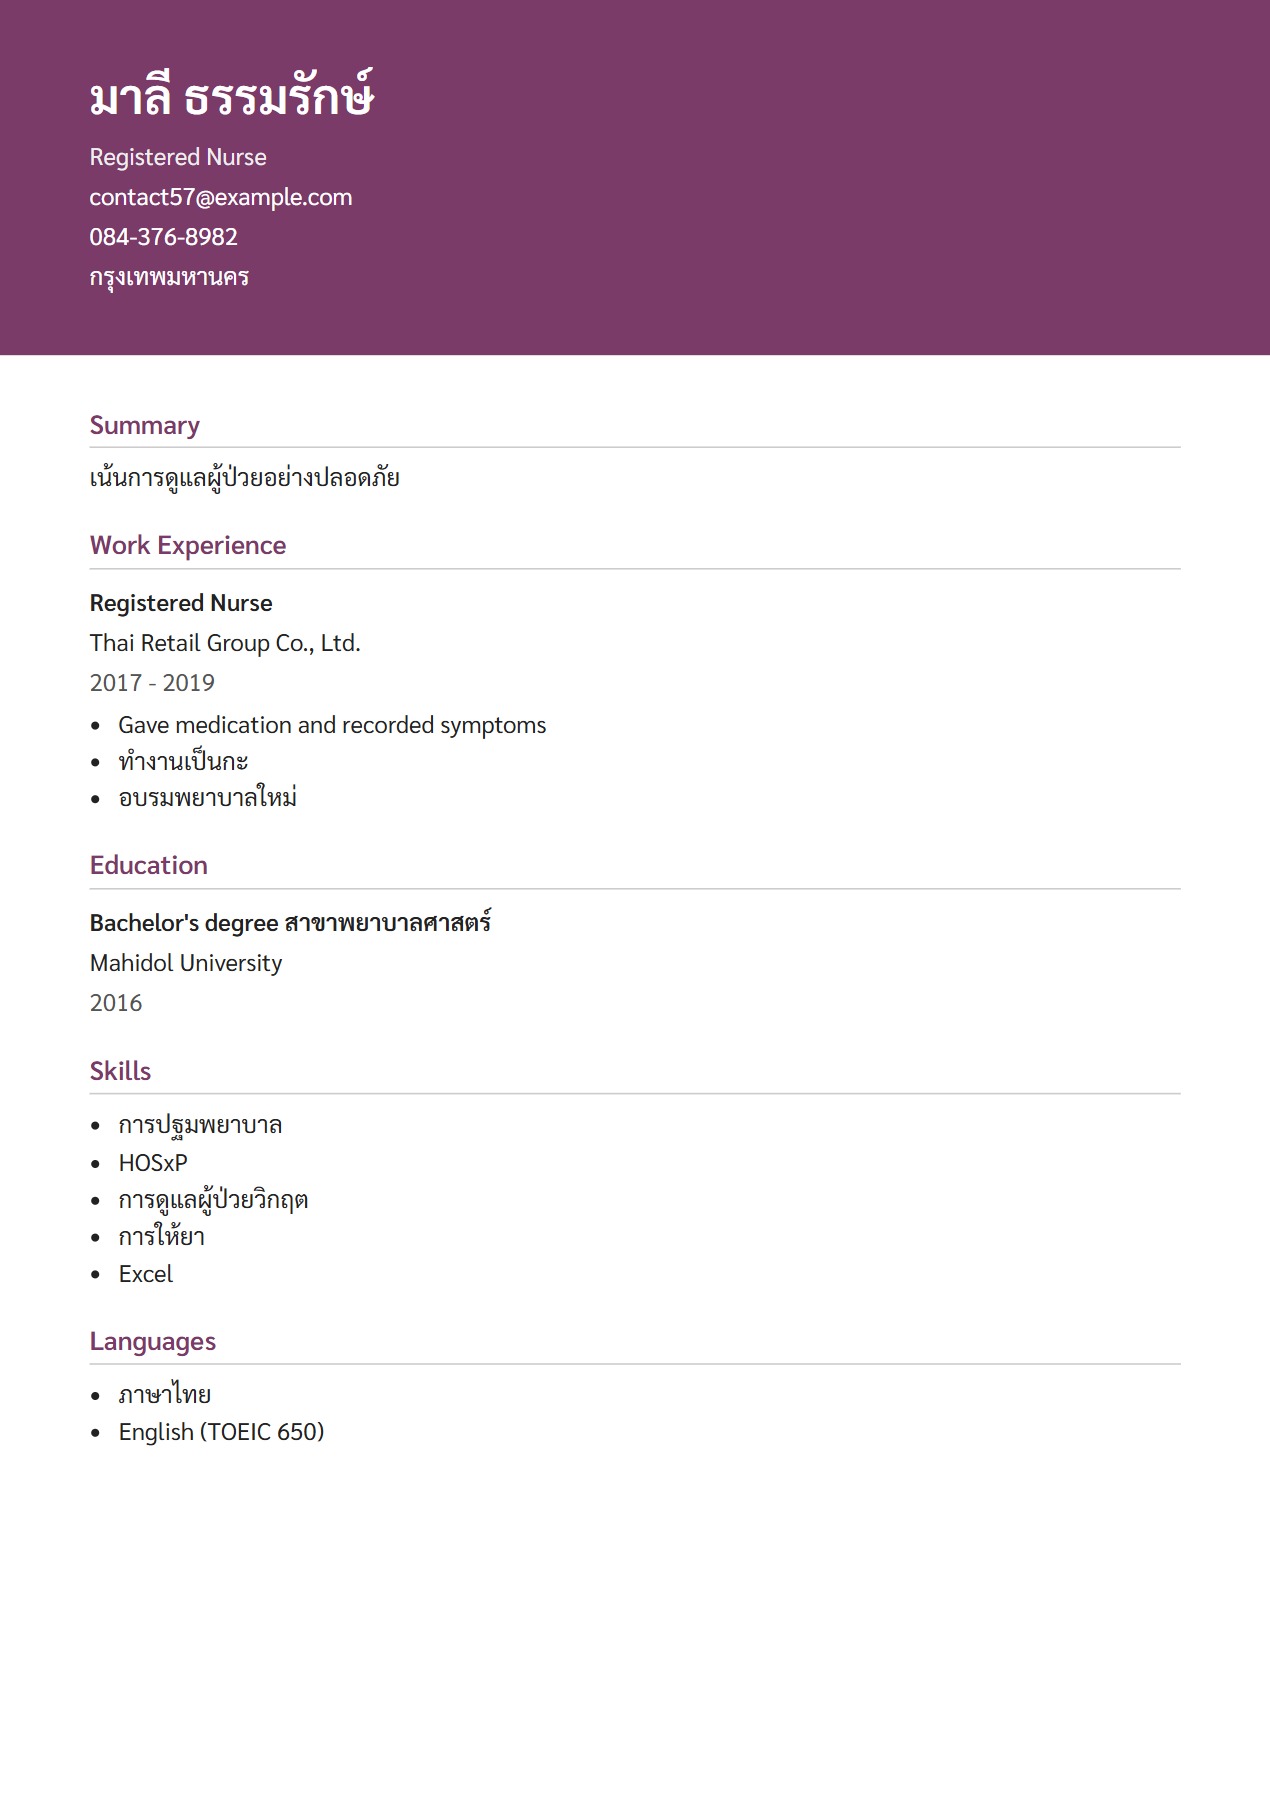 มาลี ธรรมรักษ์
Registered Nurse
contact57@example.com
084-376-8982
กรุงเทพมหานคร
Summary
เน้นการดูแลผู้ป่วยอย่างปลอดภัย
Work Experience
Registered Nurse
Thai Retail Group Co., Ltd.
2017 - 2019
• Gave medication and recorded symptoms
• ทำงานเป็นกะ
• อบรมพยาบาลใหม่
Education
Bachelor's degree สาขาพยาบาลศาสตร์
Mahidol University
2016
Skills
• การปฐมพยาบาล
• HOSxP
• การดูแลผู้ป่วยวิกฤต
• การให้ยา
• Excel
Languages
• ภาษาไทย
• English (TOEIC 650)